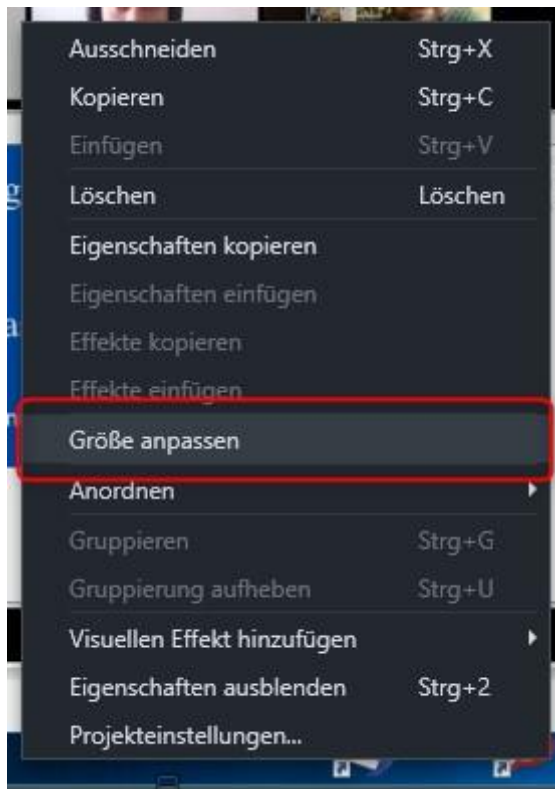 Ausschneiden Strg+X
Kopieren Strg+C
Einfügen Strg+V
Löschen Löschen
Eigenschaften kopieren
Eigenschaften einfügen
Effekte kopieren
Effekte einfügen
Größe anpassen
Anordnen
Gruppieren Strg+G
Gruppierung aufheben Strg+U
Visuellen Effekt hinzufügen
Eigenschaften ausblenden Strg+2
Projekteinstellungen...